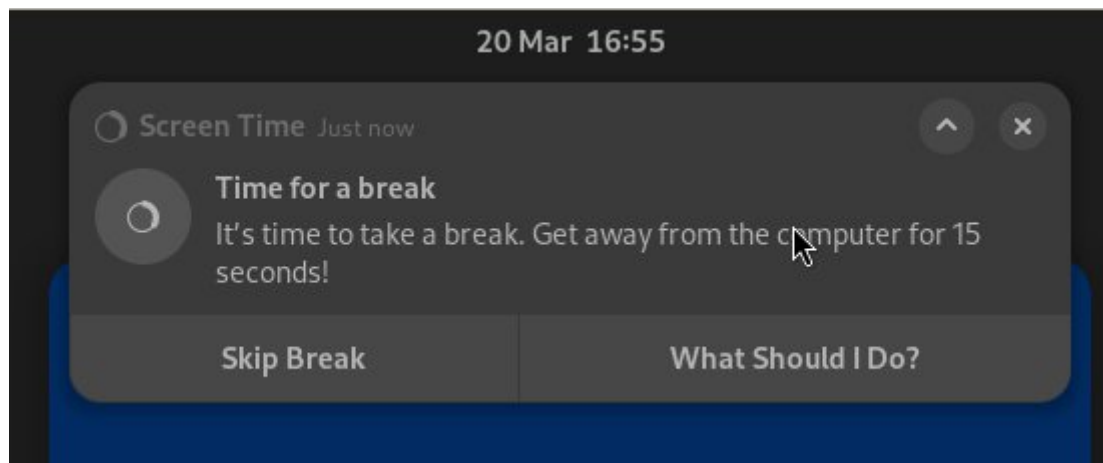 20 Mar 16:55
Screen Time Just now
Time for a break
It's time to take a break. Get away from the computer for 15
seconds!
Skip Break
What Should I Do?